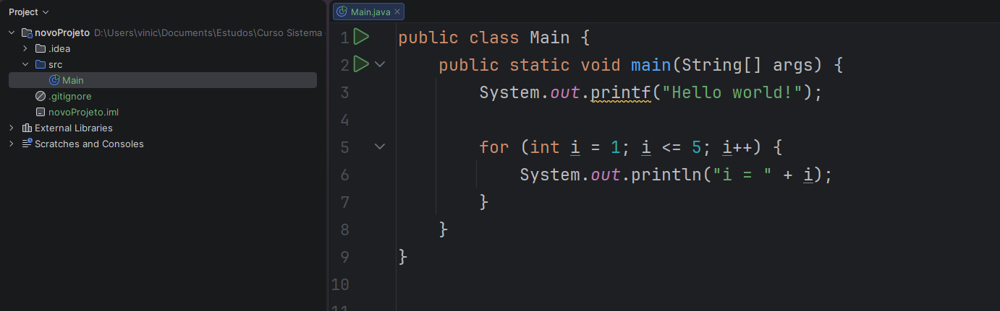 Project
novoProjeto D:\Users\vinic\Documents\Estudos\Curso Sistema
.idea
src
Main
.gitignore
novoProjeto.iml
External Libraries
Scratches and Consoles
Main.java
1 public class Main {
2 public static void main(String[] args) {
3 System.out.printf("Hello world!");
4
5 for (int i = 1; i <= 5; i++) {
6 System.out.println("i = " + i);
7 }
8 }
9 }
10